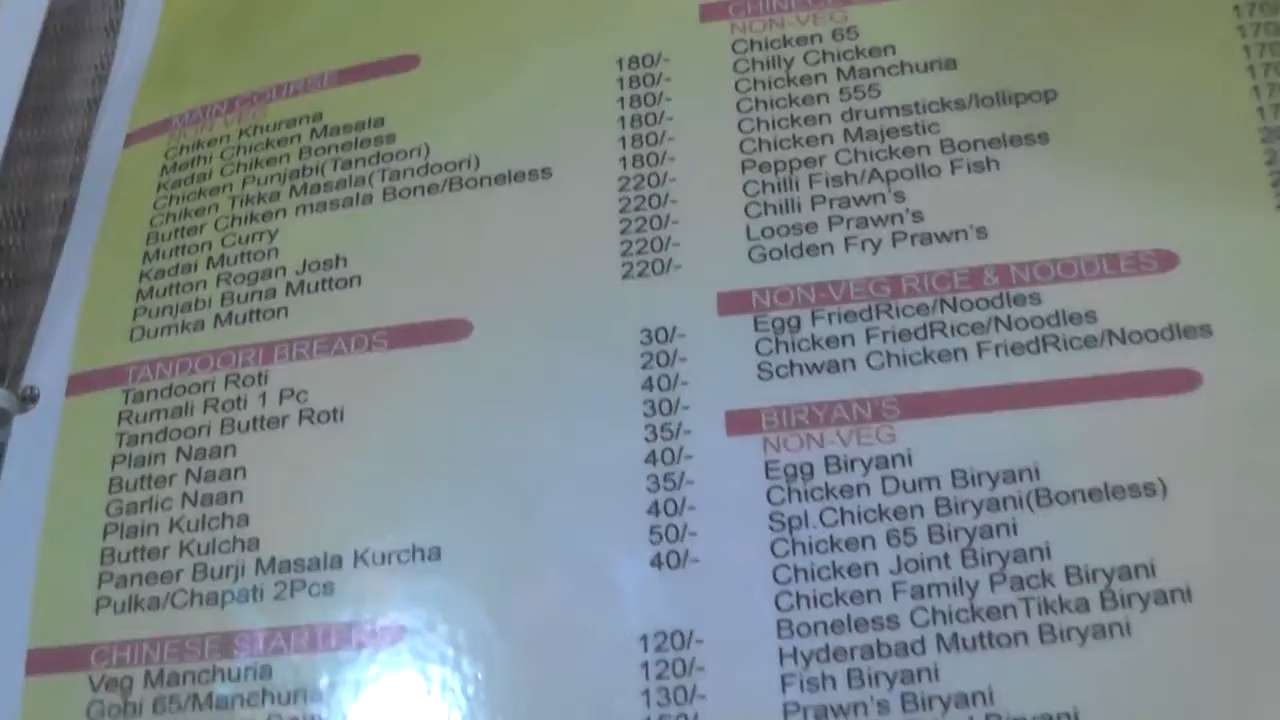 MAIN COURSE
NON-VEG
Chiken Khurana 180/-
Methi Chicken Masala 180/-
Kadai Chiken Boneless 180/-
Chicken Punjabi(Tandoori) 180/-
Chiken Tikka Masala(Tandoori) 180/-
Butter Chiken masala Bone/Boneless 180/-
Mutton Curry 220/-
Kadai Mutton 220/-
Mutton Rogan Josh 220/-
Punjabi Buna Mutton 220/-
Dumka Mutton 220/-
TANDOORI BREADS
Tandoori Roti 30/-
Rumali Roti 1 Pc 20/-
Tandoori Butter Roti 40/-
Plain Naan 30/-
Butter Naan 35/-
Garlic Naan 40/-
Plain Kulcha 35/-
Butter Kulcha 40/-
Paneer Burji Masala Kurcha 50/-
Pulka/Chapati 2Pcs 40/-
CHINESE STARTER
Veg Manchuria 120/-
Gobi 65/Manchuria 120/-
130/-
CHINESE
NON-VEG
Chicken 65
Chilly Chicken
Chicken Manchuria
Chicken 555
Chicken drumsticks/lollipop
Chicken Majestic
Pepper Chicken Boneless
Chilli Fish/Apollo Fish
Chilli Prawn's
Loose Prawn's
Golden Fry Prawn's
NON-VEG RICE & NOODLES
Egg FriedRice/Noodles
Chicken FriedRice/Noodles
Schwan Chicken FriedRice/Noodles
BIRYAN'S
NON-VEG
Egg Biryani
Chicken Dum Biryani
Spl.Chicken Biryani(Boneless)
Chicken 65 Biryani
Chicken Joint Biryani
Chicken Family Pack Biryani
Boneless ChickenTikka Biryani
Hyderabad Mutton Biryani
Fish Biryani
Prawn's Biryani